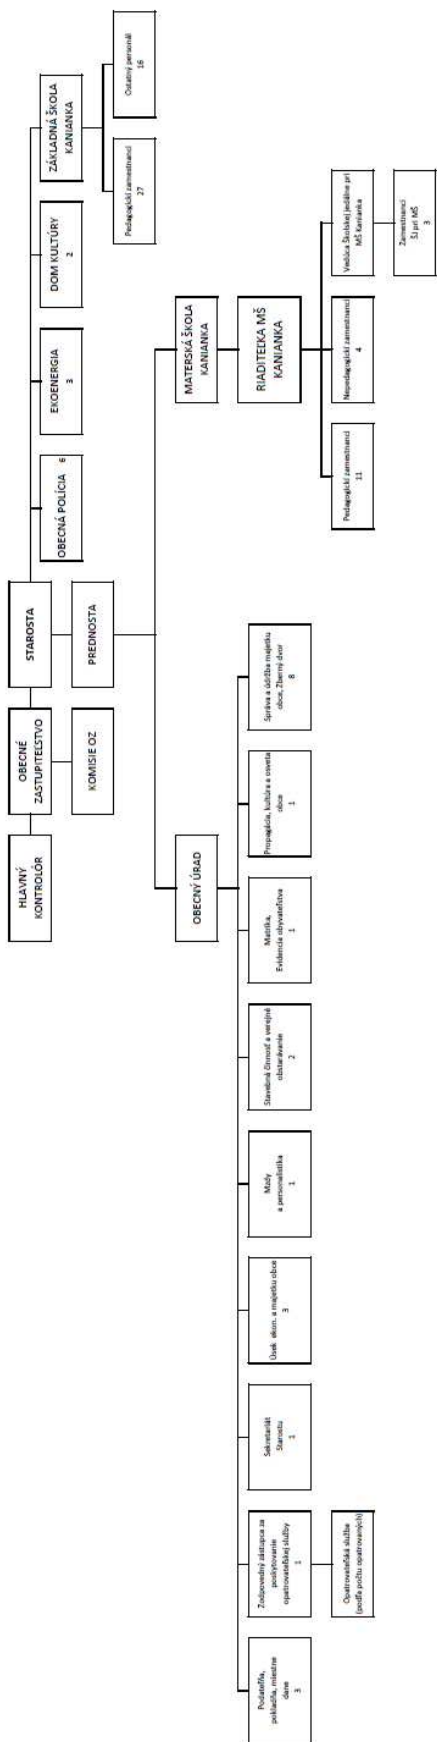 HLAVNÝ
KONTROLÓR
OBECNÉ
ZASTUPITEĽSTVO
STAROSTA
OBECNÁ POLÍCIA 6
EKOENERGIA
3
DOM KULTÚRY
2
ZÁKLADNÁ ŠKOLA
KANIANKA
KOMISIE OZ
PREDNOSTA
Pedagogickí zamestnanci
27
Ostatný personál
16
OBECNÝ ÚRAD
MATERSKÁ ŠKOLA
KANIANKA
RIADITEĽKA MŠ
KANIANKA
Podateľňa,
pokladňa, miestne
dane
3
Zodpovedný zástupca za
poskytovanie
opatrovateľskej služby
1
Sekretariát
Starostu
1
Úsek ekon. a majetku obce
3
Mzdy
a personalistika
1
Stavebná činnosť a verejné
obstarávanie
2
Matrika,
Evidencia obyvateľstva
1
Propagácia, kultúra a osveta
obce
1
Správa a údržba majetku
obce, Zberný dvor
8
Pedagogickí zamestnanci
11
Nepedagogickí zamestnanci
4
Vedúca Školskej jedálne pri
MŠ Kanianka
Opatrovateľská služba
(podľa počtu opatrovaných)
Zamestnanci
ŠJ pri MŠ
3